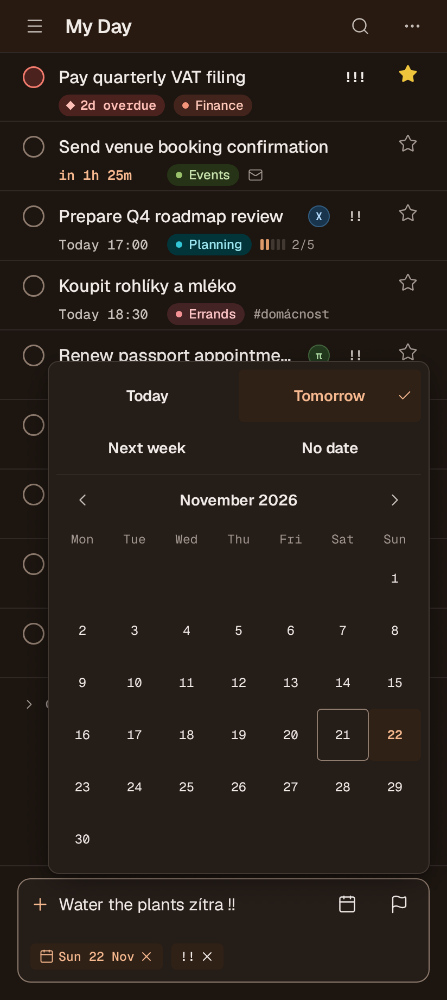 My Day
Pay quarterly VAT filing !!!
2d overdue Finance
Send venue booking confirmation
in 1h 25m Events
Prepare Q4 roadmap review X !!
Today 17:00 Planning 2/5
Koupit rohlíky a mléko
Today 18:30 Errands #domácnost
Renew passport appointme… π !!
Today Tomorrow
Next week No date
November 2026
Mon Tue Wed Thu Fri Sat Sun
1
2 3 4 5 6 7 8
9 10 11 12 13 14 15
16 17 18 19 20 21 22
23 24 25 26 27 28 29
30
Water the plants zítra !!
Sun 22 Nov !!